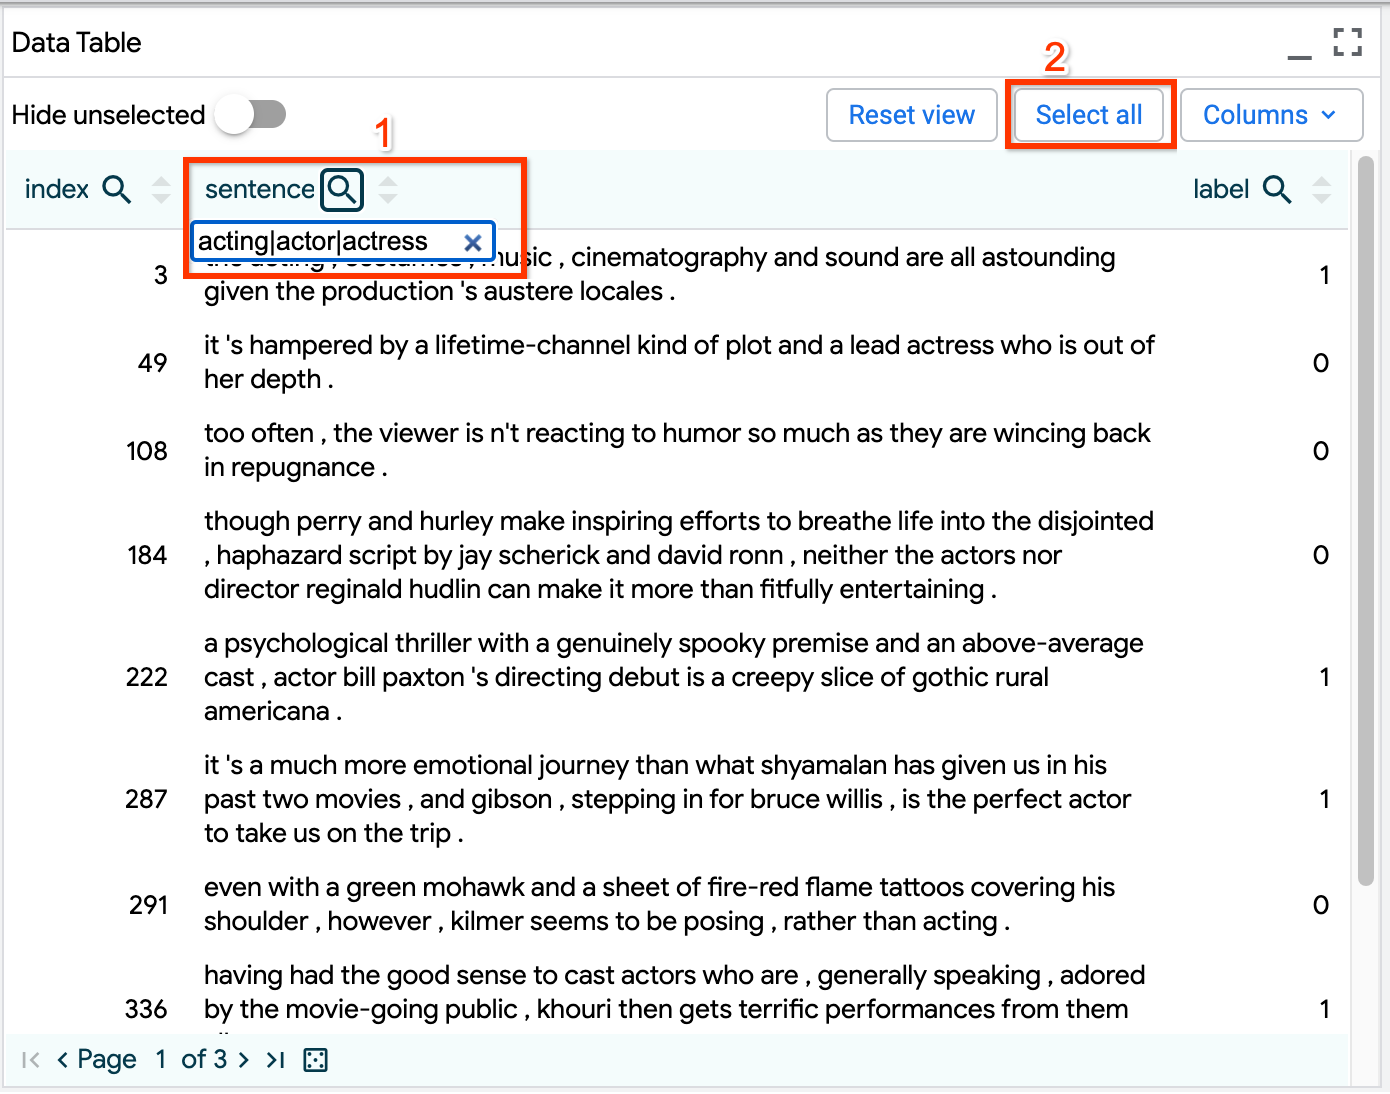 Data Table
2
Hide unselected
Reset view
Select all
Columns
1
index
sentence
label
acting|actor|actress
3
the acting , costumes , music , cinematography and sound are all astounding
given the production 's austere locales .
1
49
it 's hampered by a lifetime-channel kind of plot and a lead actress who is out of
her depth .
0
108
too often , the viewer is n't reacting to humor so much as they are wincing back
in repugnance .
0
184
though perry and hurley make inspiring efforts to breathe life into the disjointed
, haphazard script by jay scherick and david ronn , neither the actors nor
director reginald hudlin can make it more than fitfully entertaining .
0
222
a psychological thriller with a genuinely spooky premise and an above-average
cast , actor bill paxton 's directing debut is a creepy slice of gothic rural
americana .
1
287
it 's a much more emotional journey than what shyamalan has given us in his
past two movies , and gibson , stepping in for bruce willis , is the perfect actor
to take us on the trip .
1
291
even with a green mohawk and a sheet of fire-red flame tattoos covering his
shoulder , however , kilmer seems to be posing , rather than acting .
0
336
having had the good sense to cast actors who are , generally speaking , adored
by the movie-going public , khouri then gets terrific performances from them
1
Page 1 of 3